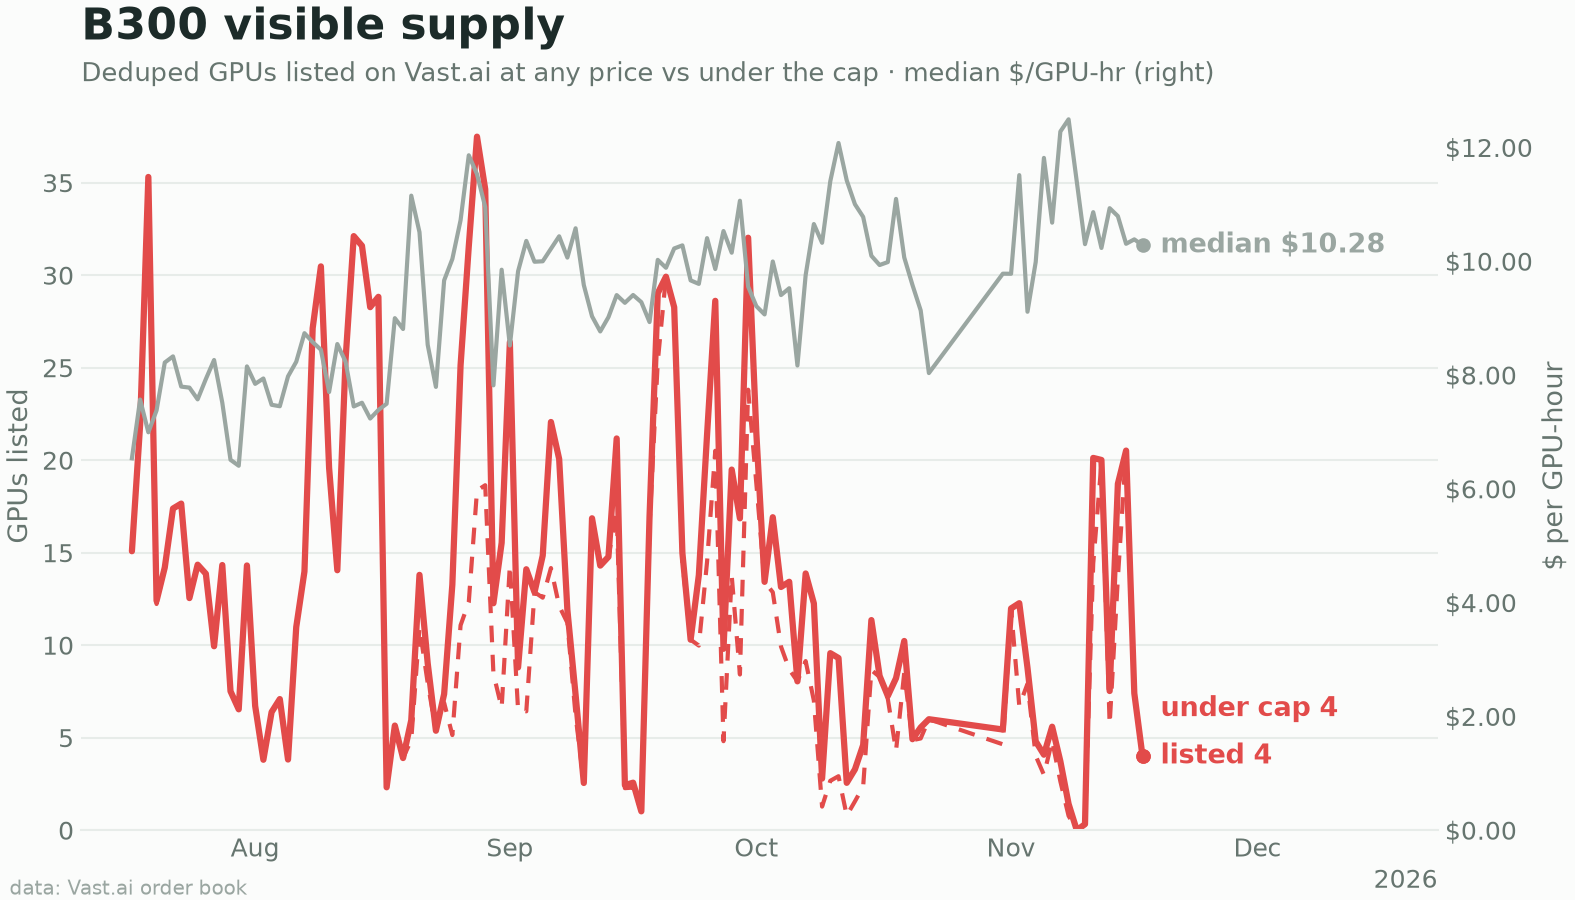 B300 visible supply
Deduped GPUs listed on Vast.ai at any price vs under the cap · median $/GPU-hr (right)
GPUs listed
35
30
25
20
15
10
5
0
$12.00
$10.00
$8.00
$6.00
$4.00
$2.00
$0.00
$ per GPU-hour
median $10.28
under cap 4
listed 4
Aug
Sep
Oct
Nov
Dec
2026
data: Vast.ai order book